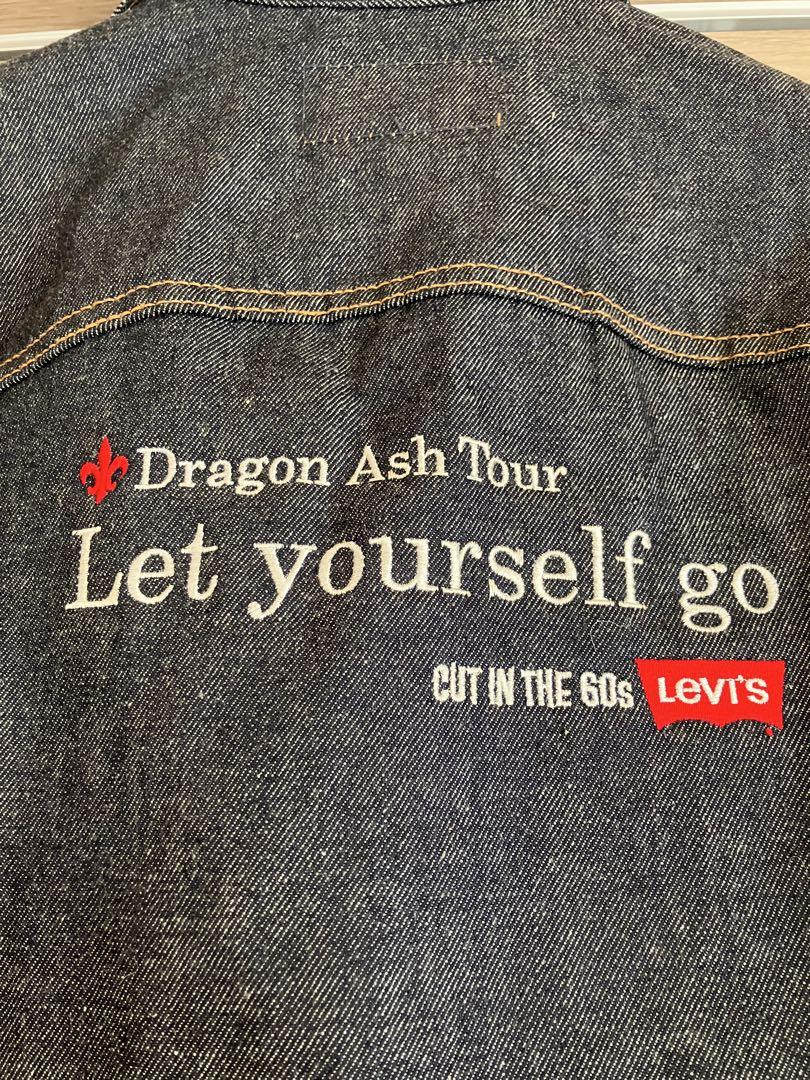 Dragon Ash Tour
Let yourself go
CUT IN THE 60s LeVI'S